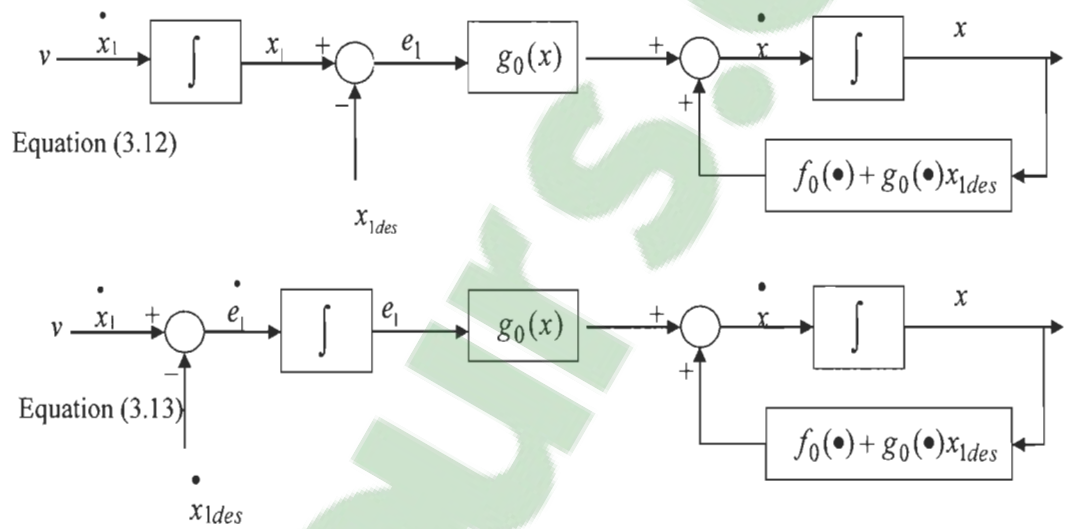 v ẋ₁ ∫ x₁ + − e₁ g₀(x) + + ẋ ∫ x
Equation (3.12)
f₀(•) + g₀(•)x₁des
x₁des
v ẋ₁ + − ė₁ ∫ e₁ g₀(x) + + ẋ ∫ x
Equation (3.13)
f₀(•) + g₀(•)x₁des
ẋ₁des